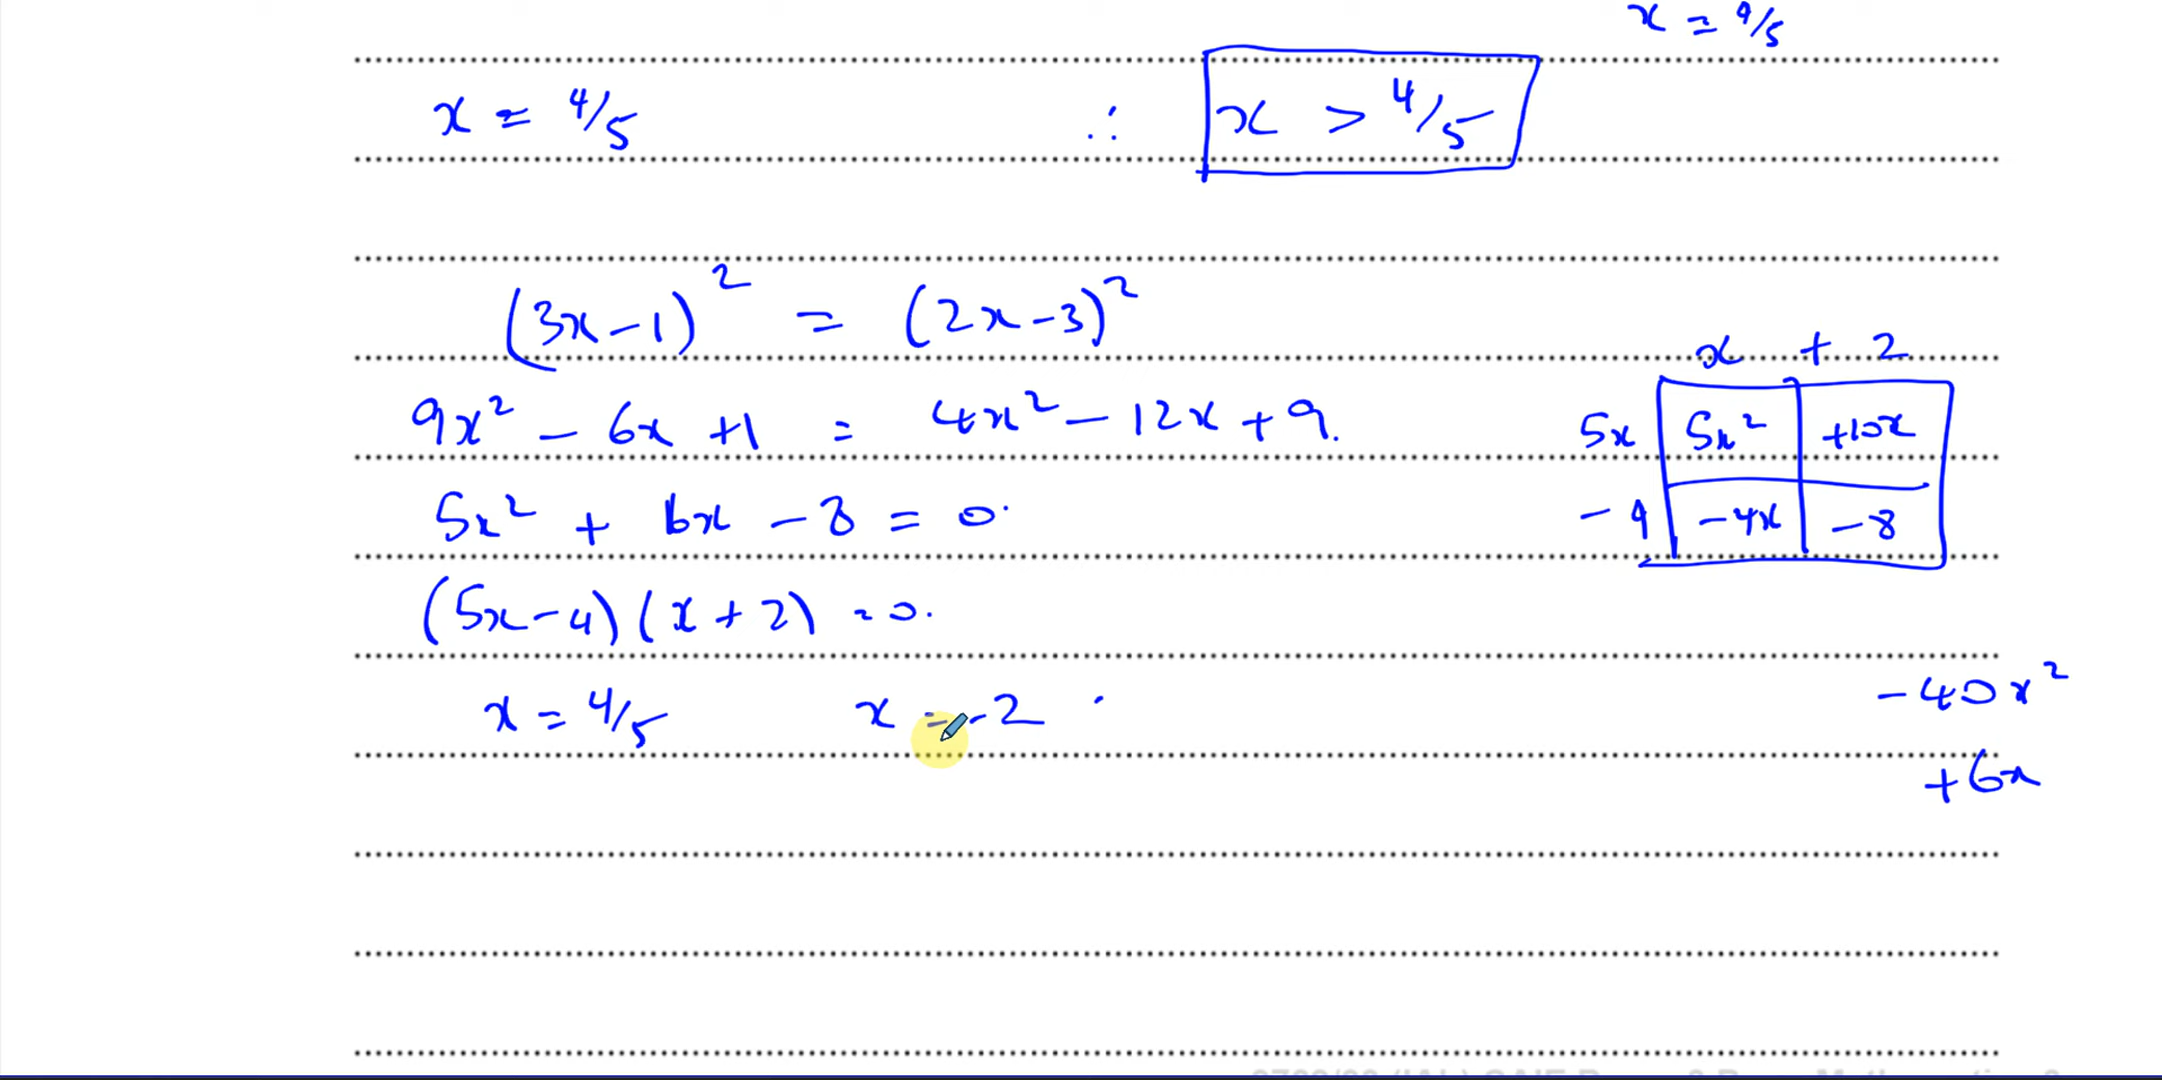 x = 4/5
x = 4/5 ∴ x > 4/5
(3x-1)² = (2x-3)²
x + 2
9x² - 6x +1 = 4x² - 12x + 9.
5x 5x² +10x
5x² + 6x - 8 = 0.
-4 -4x -8
(5x-4)(x+2) = 0.
x = 4/5 x = -2
-40x²
+6x